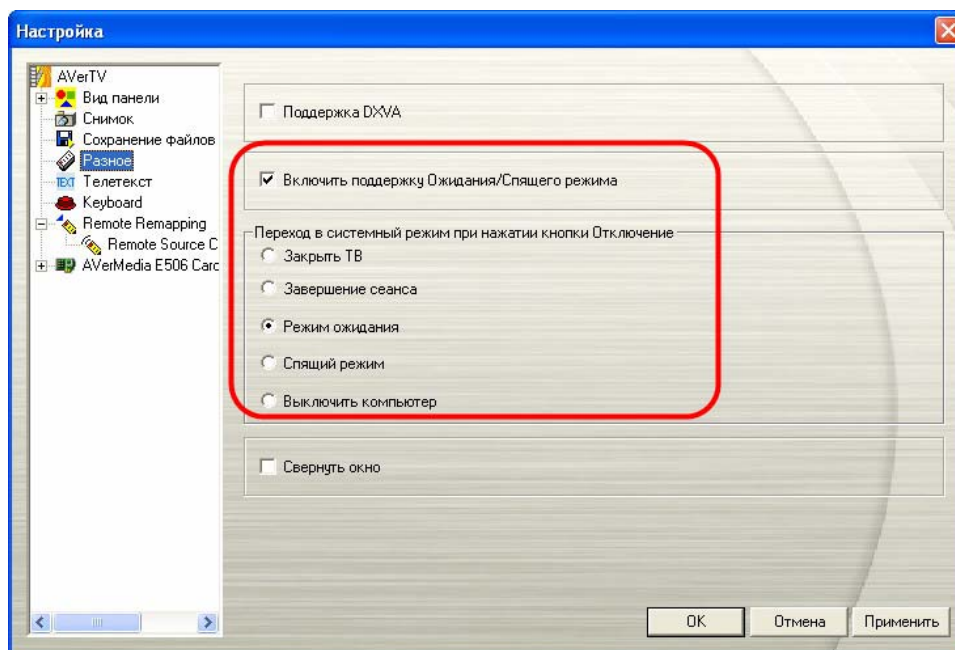 Настройка
AVerTV
Вид панели
Снимок
Сохранение файлов
Разное
TEXT Телетекст
Keyboard
Remote Remapping
Remote Source C
AVerMedia E506 Carc
Поддержка DXVA
Включить поддержку Ожидания/Спящего режима
Переход в системный режим при нажатии кнопки Отключение
Закрыть ТВ
Завершение сеанса
Режим ожидания
Спящий режим
Выключить компьютер
Свернуть окно
OK
Отмена
Применить